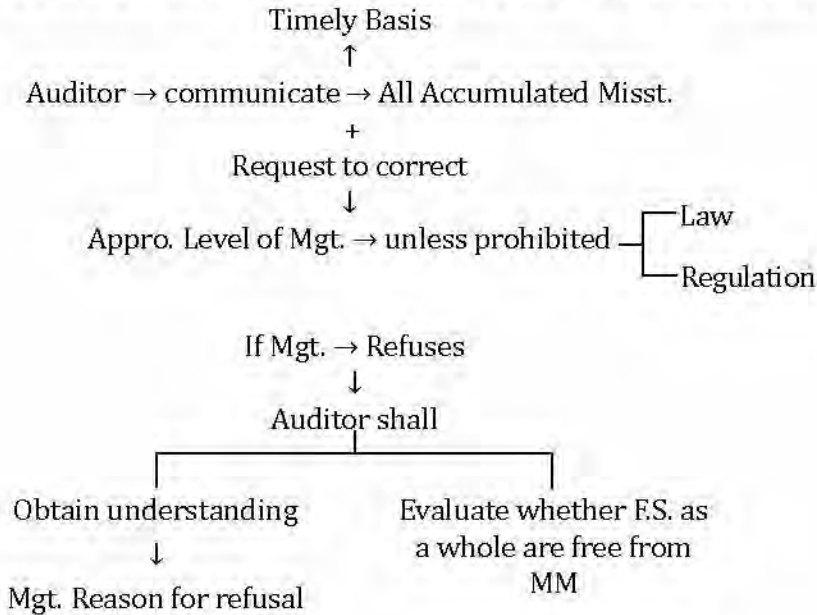 Timely Basis
↑
Auditor → communicate → All Accumulated Misst.
+
Request to correct
↓
Appro. Level of Mgt. → unless prohibited
Law
Regulation
If Mgt. → Refuses
↓
Auditor shall
Obtain understanding
↓
Mgt. Reason for refusal
Evaluate whether F.S. as
a whole are free from
MM